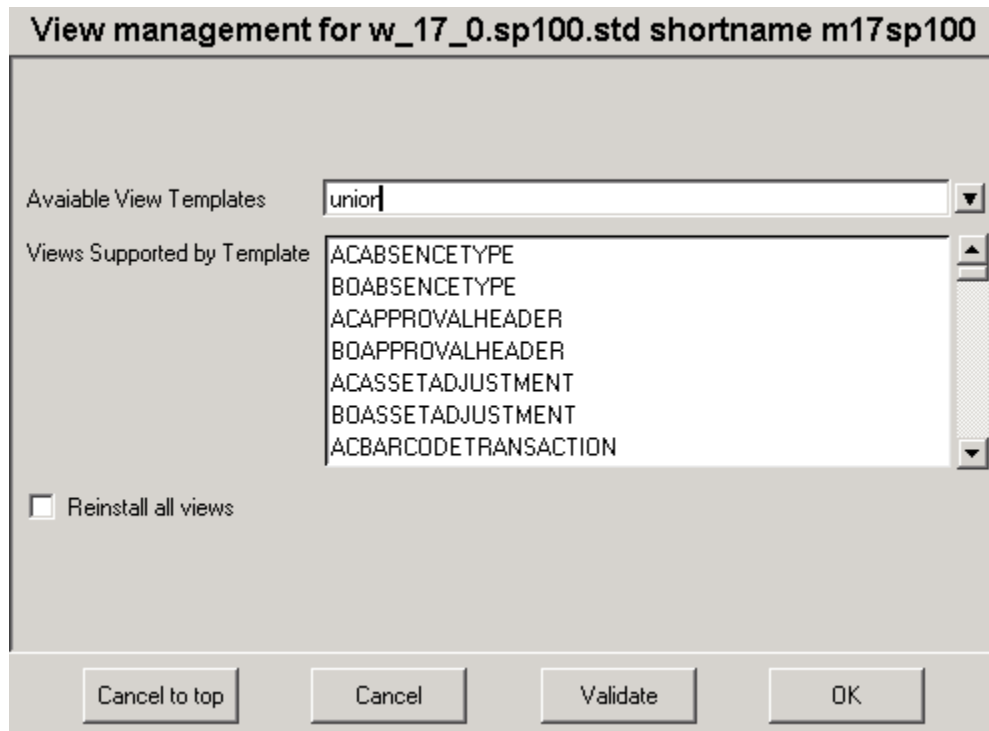 View management for w_17_0.sp100.std shortname m17sp100
Avaiable View Templates union
Views Supported by Template
ACABSENCETYPE
BOABSENCETYPE
ACAPPROVALHEADER
BOAPPROVALHEADER
ACASSETADJUSTMENT
BOASSETADJUSTMENT
ACBARCODETRANSACTION
Reinstall all views
Cancel to top Cancel Validate OK